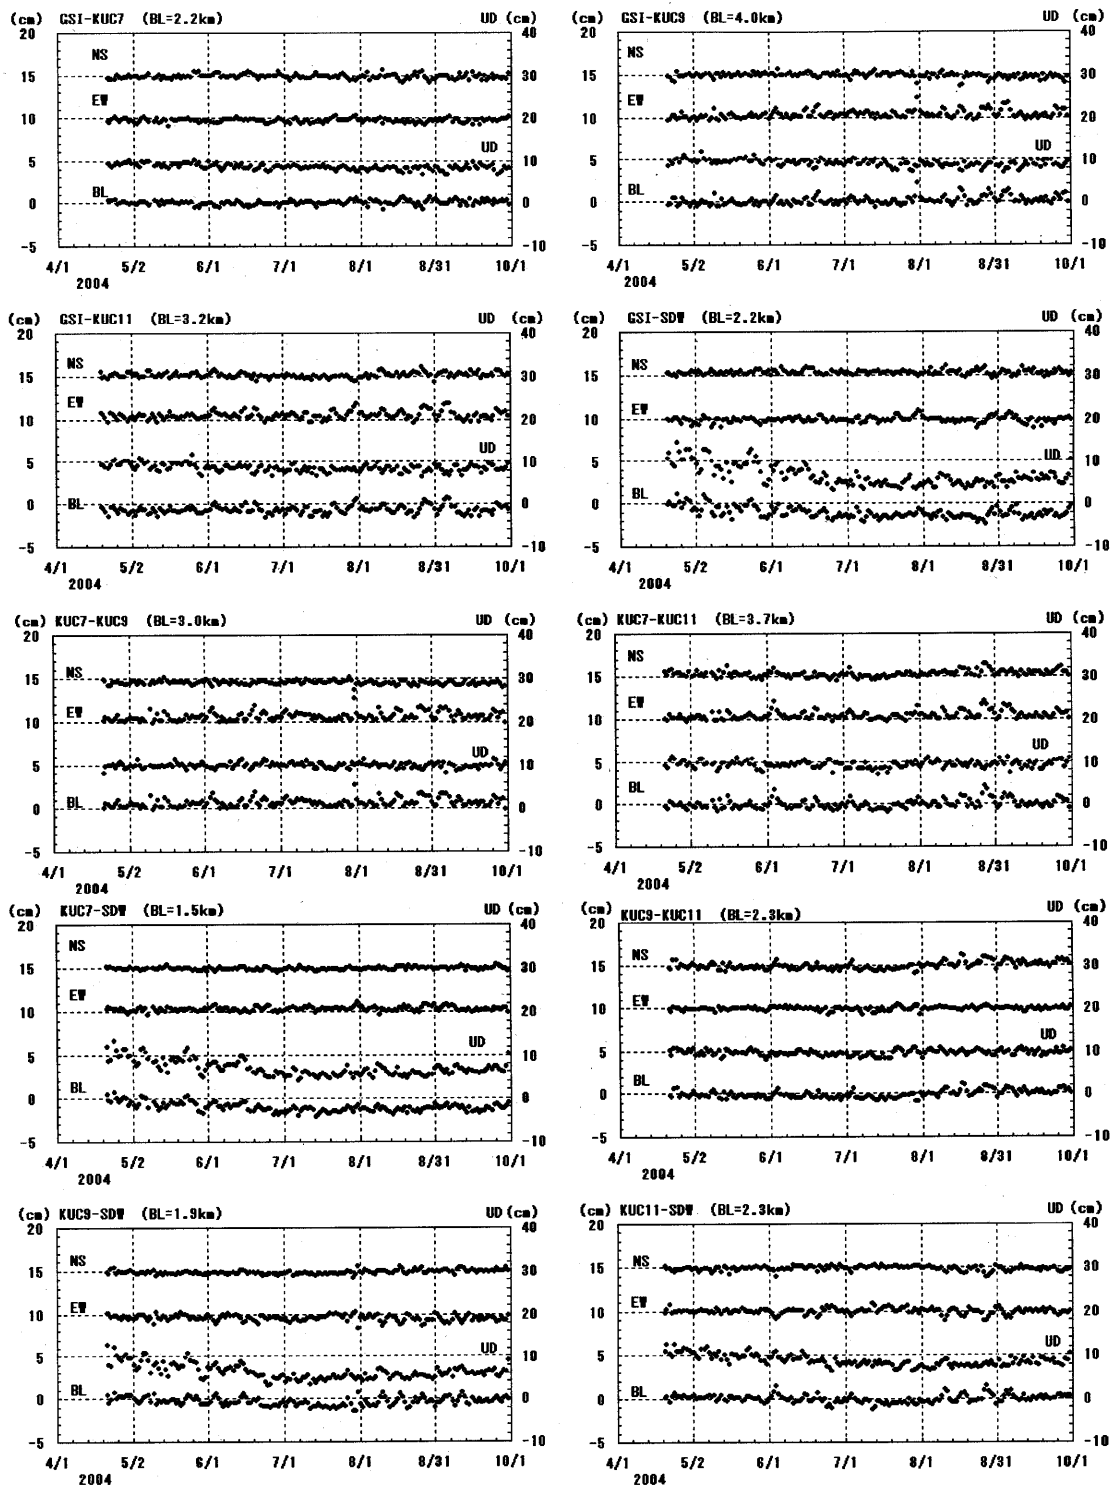 (cm) GSI-KUC7 (BL=2.2km) UD (cm)
20 40
NS
15 30
EW
10 20
UD
5 10
BL
0 0
-5 -10
4/1 5/2 6/1 7/1 8/1 8/31 10/1
2004
(cm) GSI-KUC9 (BL=4.0km) UD (cm)
20 40
NS
15 30
EW
10 20
UD
5 10
BL
0 0
-5 -10
4/1 5/2 6/1 7/1 8/1 8/31 10/1
2004
(cm) GSI-KUC11 (BL=3.2km) UD (cm)
20 40
NS
15 30
EW
10 20
UD
5 10
BL
0 0
-5 -10
4/1 5/2 6/1 7/1 8/1 8/31 10/1
2004
(cm) GSI-SDW (BL=2.2km) UD (cm)
20 40
NS
15 30
EW
10 20
UD
5 10
BL
0 0
-5 -10
4/1 5/2 6/1 7/1 8/1 8/31 10/1
2004
(cm) KUC7-KUC9 (BL=3.0km) UD (cm)
20 40
NS
15 30
EW
10 20
UD
5 10
BL
0 0
-5 -10
4/1 5/2 6/1 7/1 8/1 8/31 10/1
2004
(cm) KUC7-KUC11 (BL=3.7km) UD (cm)
20 40
NS
15 30
EW
10 20
UD
5 10
BL
0 0
-5 -10
4/1 5/2 6/1 7/1 8/1 8/31 10/1
2004
(cm) KUC7-SDW (BL=1.5km) UD (cm)
20 40
NS
15 30
EW
10 20
UD
5 10
BL
0 0
-5 -10
4/1 5/2 6/1 7/1 8/1 8/31 10/1
2004
(cm) KUC9-KUC11 (BL=2.3km) UD (cm)
20 40
NS
15 30
EW
10 20
UD
5 10
BL
0 0
-5 -10
4/1 5/2 6/1 7/1 8/1 8/31 10/1
2004
(cm) KUC9-SDW (BL=1.9km) UD (cm)
20 40
NS
15 30
EW
10 20
UD
5 10
BL
0 0
-5 -10
4/1 5/2 6/1 7/1 8/1 8/31 10/1
2004
(cm) KUC11-SDW (BL=2.3km) UD (cm)
20 40
NS
15 30
EW
10 20
UD
5 10
BL
0 0
-5 -10
4/1 5/2 6/1 7/1 8/1 8/31 10/1
2004